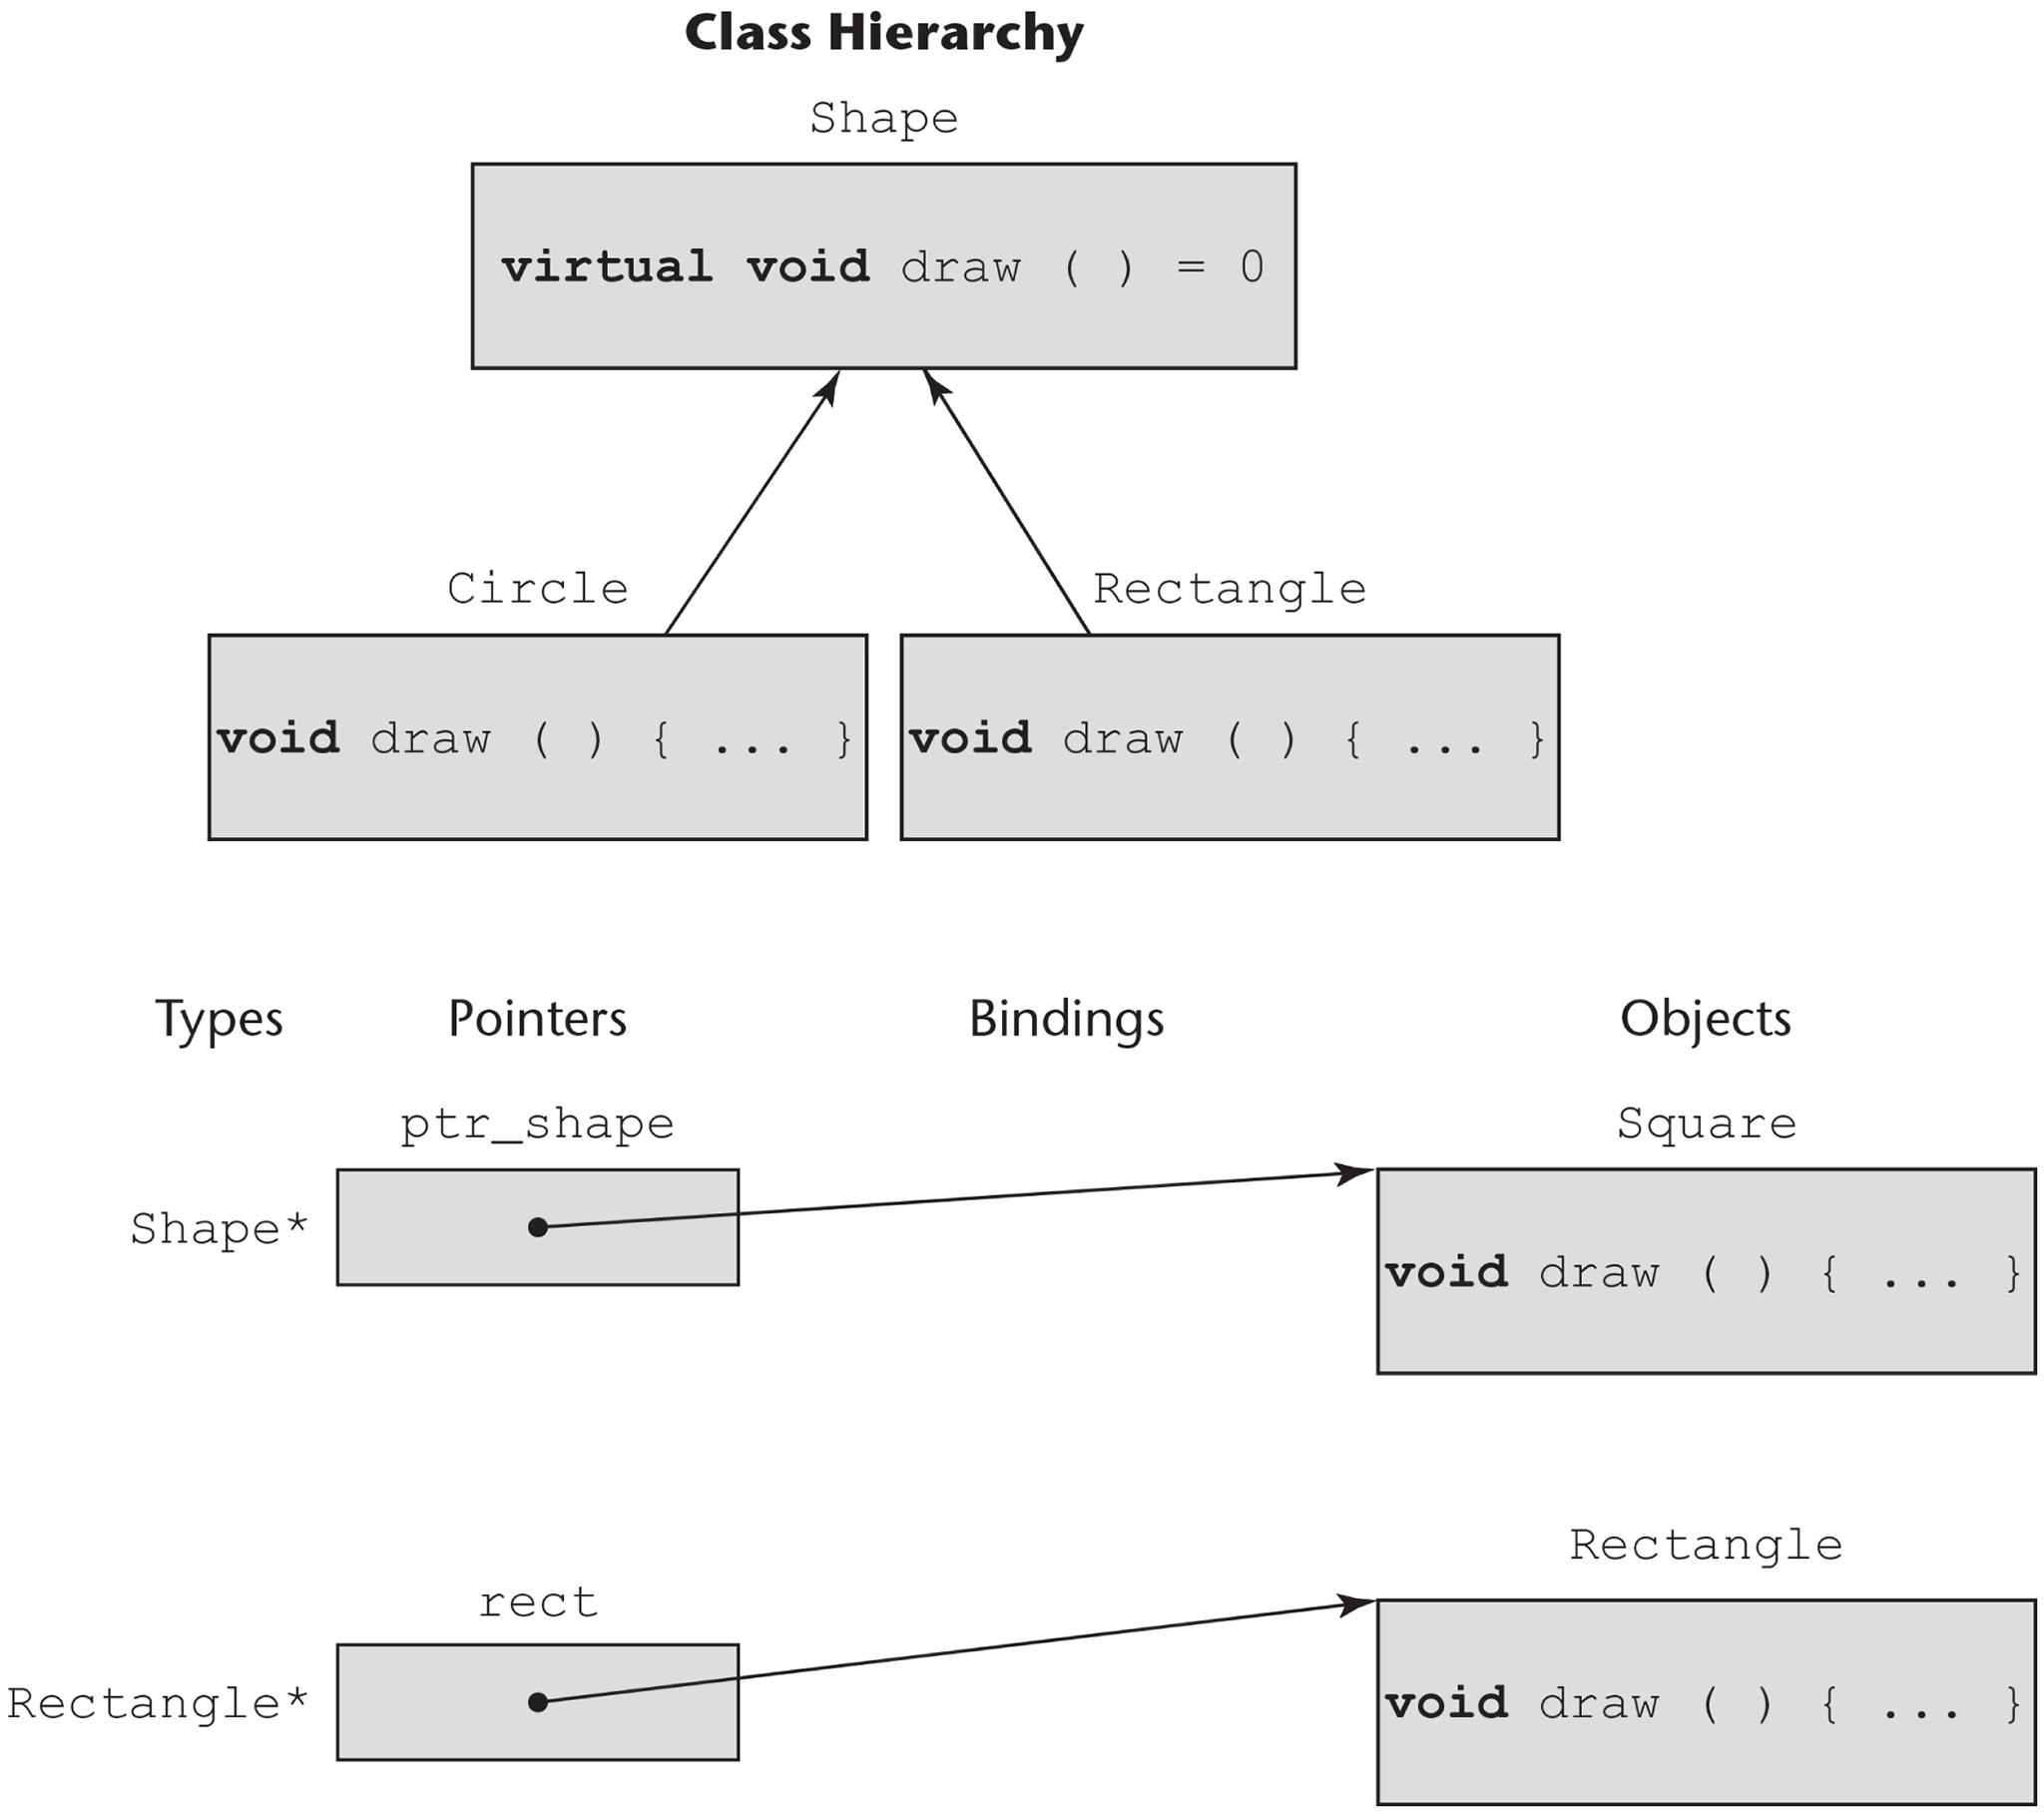 Class Hierarchy
Shape
virtual void draw ( ) = 0
Circle Rectangle
void draw ( ) { ... } void draw ( ) { ... }
Types Pointers Bindings Objects
ptr_shape Square
Shape*
void draw ( ) { ... }
Rectangle
rect
Rectangle* void draw ( ) { ... }